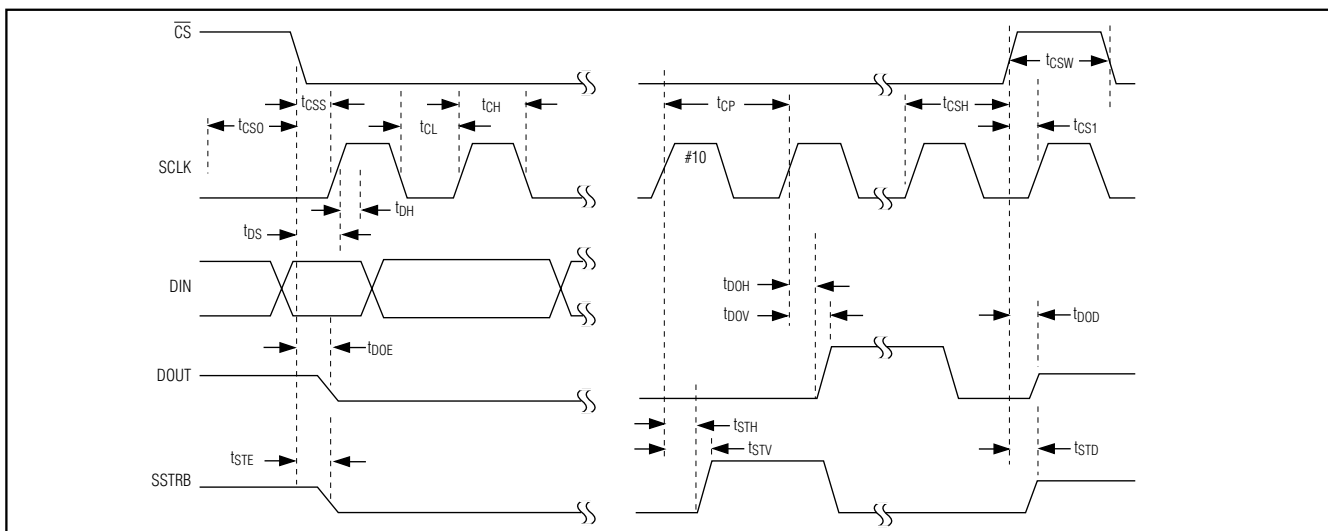 CS
tCSW
tCSS
tCH
tCP
tCSH
tCSO
tCL
tCS1
SCLK
#10
tDH
tDS
DIN
tDOH
tDOV
tDOD
tDOE
DOUT
tSTH
tSTV
tSTD
tSTE
SSTRB